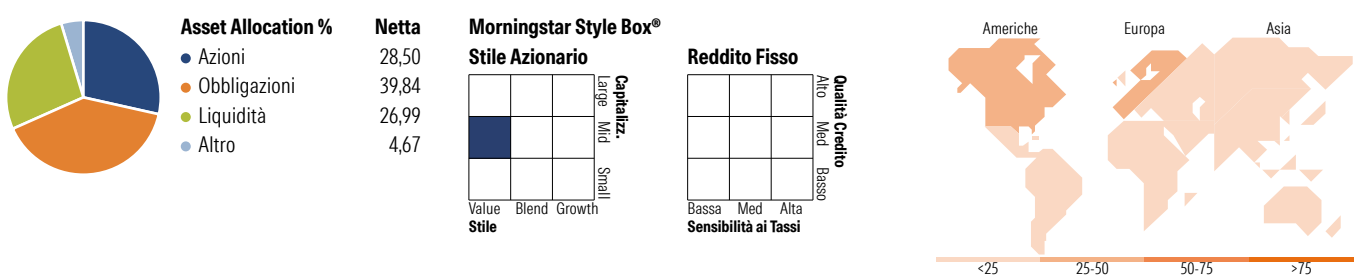 Asset Allocation % Netta
Azioni 28,50
Obbligazioni 39,84
Liquidità 26,99
Altro 4,67
Morningstar Style Box®
Stile Azionario
Capitalizz.
Large Mid Small
Value Blend Growth
Stile
Reddito Fisso
Qualità Credito
Alto Med Basso
Bassa Med Alta
Sensibilità ai Tassi
Americhe Europa Asia
<25 25-50 50-75 >75